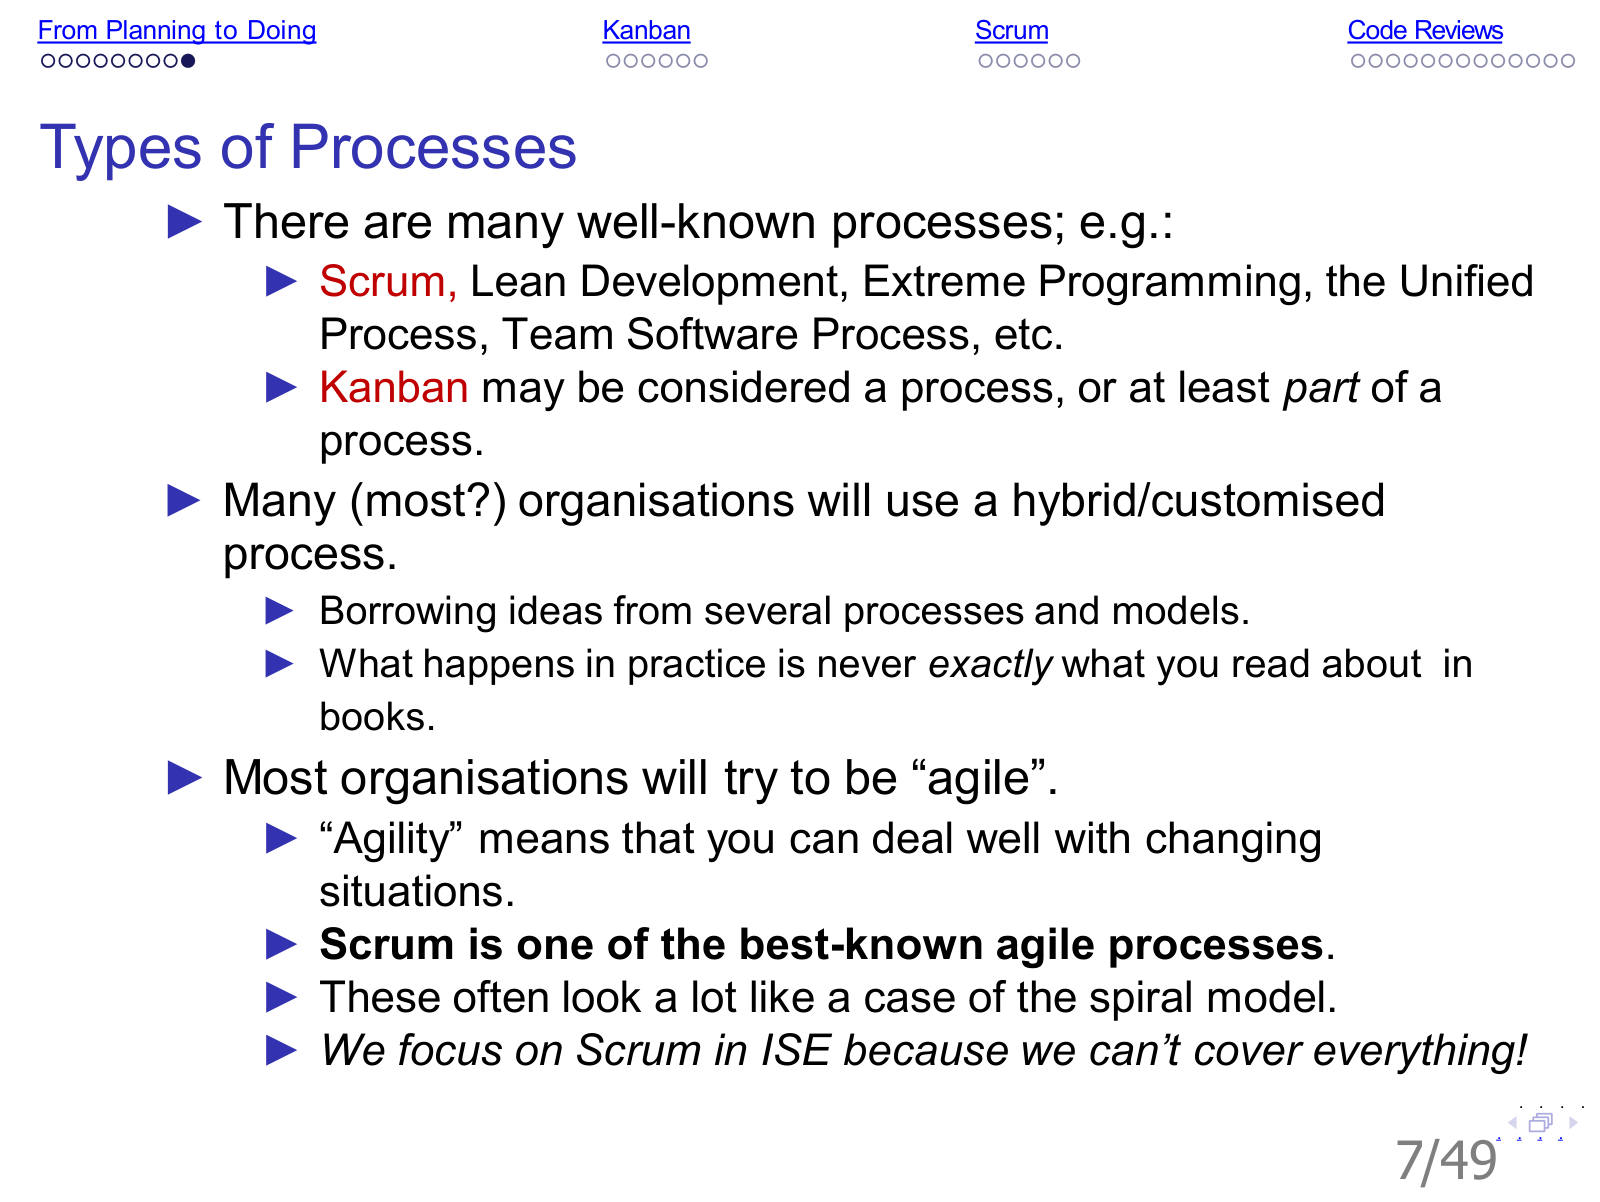 From Planning to Doing
Kanban
Scrum
Code Reviews
Types of Processes
There are many well-known processes; e.g.:
Scrum, Lean Development, Extreme Programming, the Unified
Process, Team Software Process, etc.
Kanban may be considered a process, or at least part of a
process.
Many (most?) organisations will use a hybrid/customised
process.
Borrowing ideas from several processes and models.
What happens in practice is never exactly what you read about in
books.
Most organisations will try to be “agile”.
“Agility” means that you can deal well with changing
situations.
Scrum is one of the best-known agile processes.
These often look a lot like a case of the spiral model.
We focus on Scrum in ISE because we can’t cover everything!
7/49